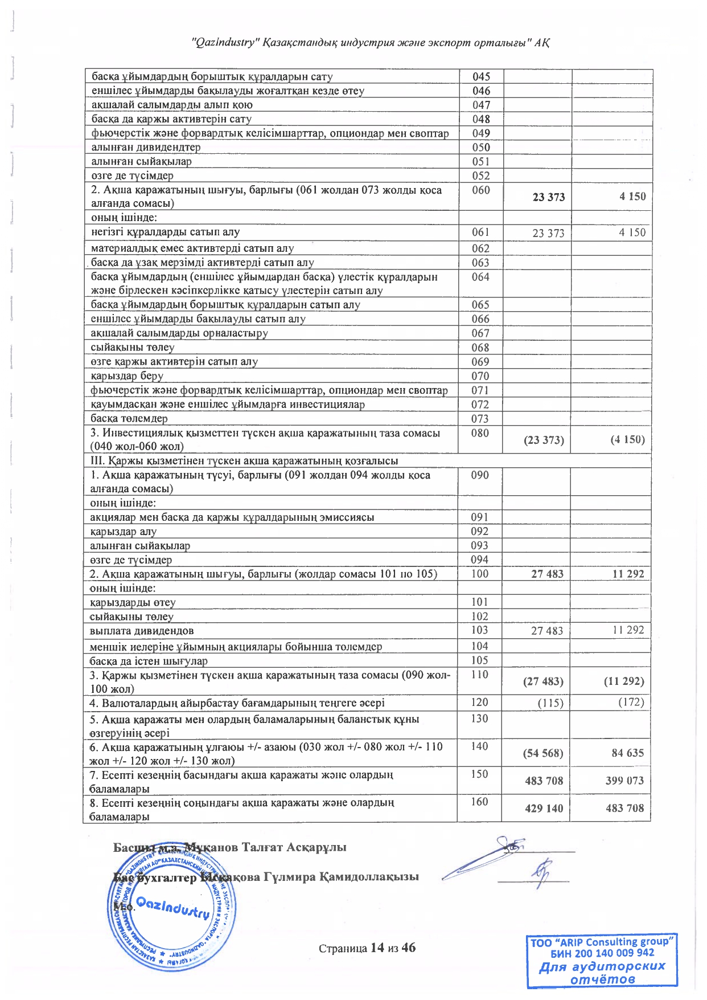 "QazIndustry" Қазақстандық индустрия және экспорт орталығы" АҚ
басқа ұйымдардың борыштық құралдарын сату 045
еншілес ұйымдарды бақылауды жоғалтқан кезде өтеу 046
ақшалай салымдарды алып қою 047
басқа да қаржы активтерін сату 048
фьючерстік және форвардтық келісімшарттар, опциондар мен своптар 049
алынған дивидендтер 050
алынған сыйақылар 051
өзге де түсімдер 052
2. Ақша қаражатының шығуы, барлығы (061 жолдан 073 жолды қоса 060 23 373 4 150
алғанда сомасы)
оның ішінде:
негізгі құралдарды сатып алу 061 23 373 4 150
материалдық емес активтерді сатып алу 062
басқа да ұзақ мерзімді активтерді сатып алу 063
басқа ұйымдардың (еншілес ұйымдардан басқа) үлестік құралдарын 064
және бірлескен кәсіпкерлікке қатысу үлестерін сатып алу
басқа ұйымдардың борыштық құралдарын сатып алу 065
еншілес ұйымдарды бақылауды сатып алу 066
ақшалай салымдарды орналастыру 067
сыйақыны төлеу 068
өзге қаржы активтерін сатып алу 069
қарыздар беру 070
фьючерстік және форвардтық келісімшарттар, опциондар мен своптар 071
қауымдасқан және еншілес ұйымдарға инвестициялар 072
басқа төлемдер 073
3. Инвестициялық қызметтен түскен ақша қаражатының таза сомасы 080 (23 373) (4 150)
(040 жол-060 жол)
III. Қаржы қызметінен түскен ақша қаражатының қозғалысы
1. Ақша қаражатының түсуі, барлығы (091 жолдан 094 жолды қоса 090
алғанда сомасы)
оның ішінде:
акциялар мен басқа да қаржы құралдарының эмиссиясы 091
қарыздар алу 092
алынған сыйақылар 093
өзге де түсімдер 094
2. Ақша қаражатының шығуы, барлығы (жолдар сомасы 101 по 105) 100 27 483 11 292
оның ішінде:
қарыздарды өтеу 101
сыйақыны төлеу 102
выплата дивидендов 103 27 483 11 292
меншік иелеріне ұйымның акциялары бойынша төлемдер 104
басқа да істен шығулар 105
3. Қаржы қызметінен түскен ақша қаражатының таза сомасы (090 жол- 110 (27 483) (11 292)
100 жол)
4. Валюталардың айырбастау бағамдарының теңгеге әсері 120 (115) (172)
5. Ақша қаражаты мен олардың баламаларының баланстық құны 130
өзгеруінің әсері
6. Ақша қаражатының ұлғаюы +/- азаюы (030 жол +/- 080 жол +/- 110 140 (54 568) 84 635
жол +/- 120 жол +/- 130 жол)
7. Есепті кезеңнің басындағы ақша қаражаты және олардың 150 483 708 399 073
баламалары
8. Есепті кезеңнің соңындағы ақша қаражаты және олардың 160 429 140 483 708
баламалары
Басшы м.а. Мұканов Талғат Асқарұлы
Бас бухгалтер Ысқақова Гүлмира Қамидоллақызы
М.о.
QazIndustry
Страница 14 из 46
ТОО “ARIP Consulting group”
БИН 200 140 009 942
Для аудиторских
отчётов